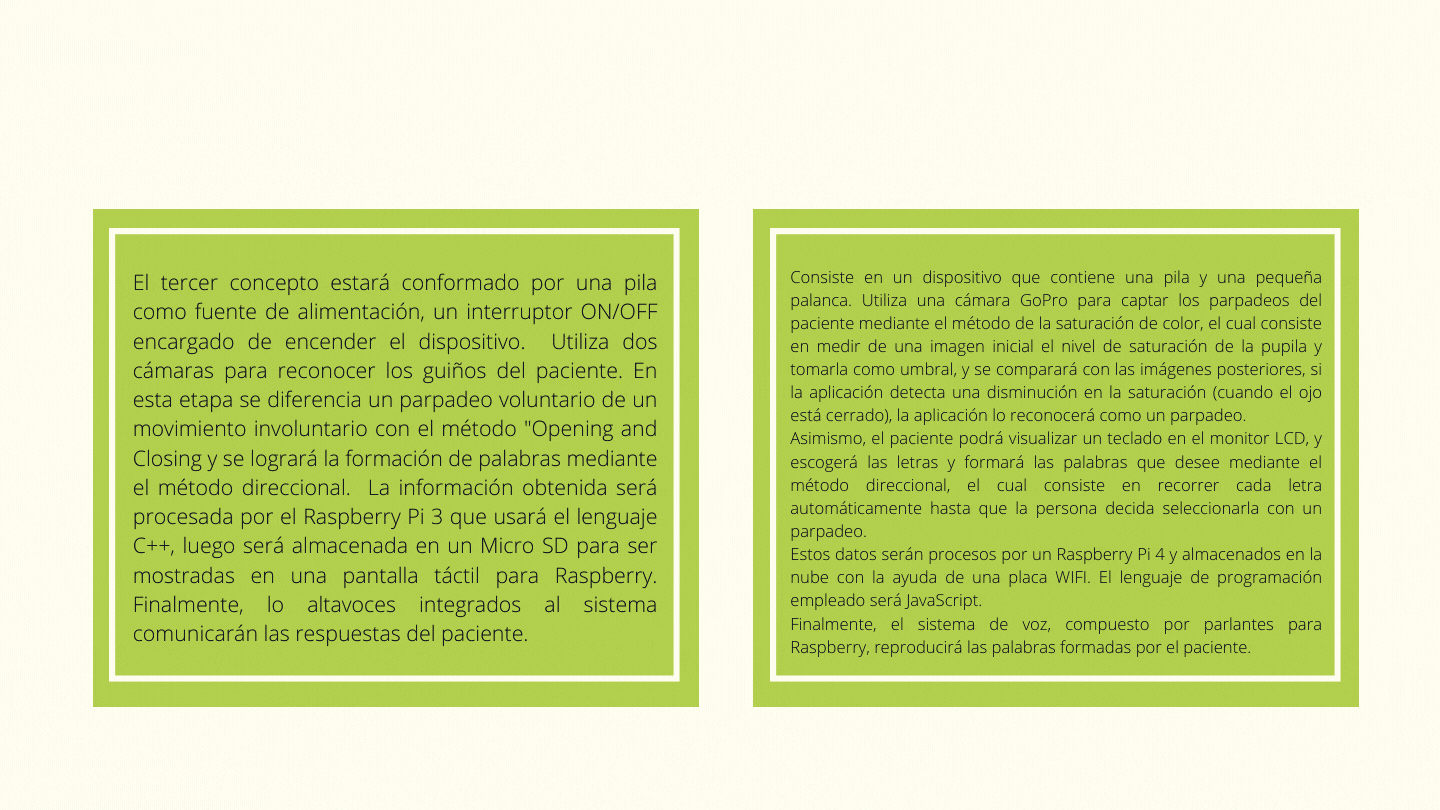 El tercer concepto estará conformado por una pila
como fuente de alimentación, un interruptor ON/OFF
encargado de encender el dispositivo. Utiliza dos
cámaras para reconocer los guiños del paciente. En
esta etapa se diferencia un parpadeo voluntario de un
movimiento involuntario con el método "Opening and
Closing y se logrará la formación de palabras mediante
el método direccional. La información obtenida será
procesada por el Raspberry Pi 3 que usará el lenguaje
C++, luego será almacenada en un Micro SD para ser
mostradas en una pantalla táctil para Raspberry.
Finalmente, lo altavoces integrados al sistema
comunicarán las respuestas del paciente.
Consiste en un dispositivo que contiene una pila y una pequeña
palanca. Utiliza una cámara GoPro para captar los parpadeos del
paciente mediante el método de la saturación de color, el cual consiste
en medir de una imagen inicial el nivel de saturación de la pupila y
tomarla como umbral, y se comparará con las imágenes posteriores, si
la aplicación detecta una disminución en la saturación (cuando el ojo
está cerrado), la aplicación lo reconocerá como un parpadeo.
Asimismo, el paciente podrá visualizar un teclado en el monitor LCD, y
escogerá las letras y formará las palabras que desee mediante el
método direccional, el cual consiste en recorrer cada letra
automáticamente hasta que la persona decida seleccionarla con un
parpadeo.
Estos datos serán procesos por un Raspberry Pi 4 y almacenados en la
nube con la ayuda de una placa WIFI. El lenguaje de programación
empleado será JavaScript.
Finalmente, el sistema de voz, compuesto por parlantes para
Raspberry, reproducirá las palabras formadas por el paciente.